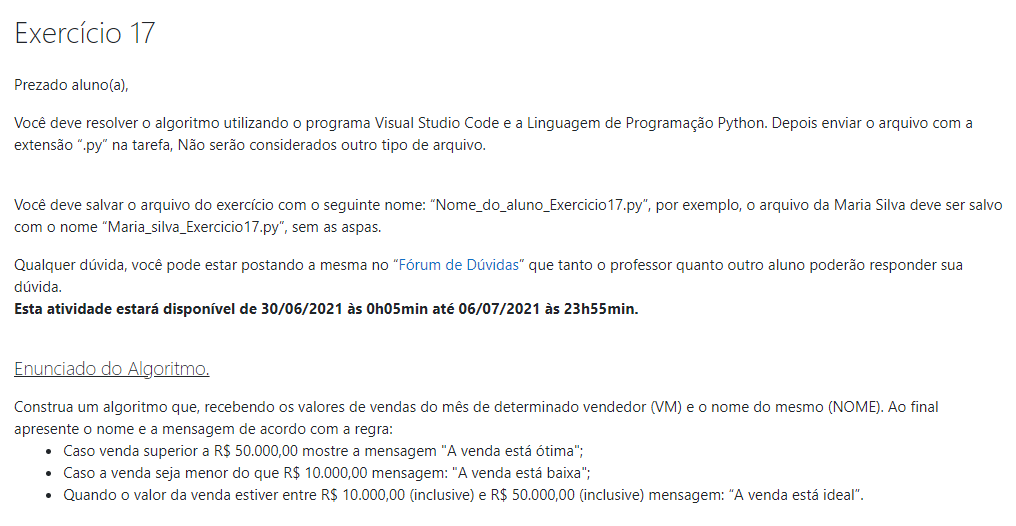 Exercício 17
Prezado aluno(a),
Você deve resolver o algoritmo utilizando o programa Visual Studio Code e a Linguagem de Programação Python. Depois enviar o arquivo com a
extensão “.py” na tarefa, Não serão considerados outro tipo de arquivo.
Você deve salvar o arquivo do exercício com o seguinte nome: “Nome_do_aluno_Exercicio17.py”, por exemplo, o arquivo da Maria Silva deve ser salvo
com o nome “Maria_silva_Exercicio17.py”, sem as aspas.
Qualquer dúvida, você pode estar postando a mesma no “Fórum de Dúvidas” que tanto o professor quanto outro aluno poderão responder sua
dúvida.
Esta atividade estará disponível de 30/06/2021 às 0h05min até 06/07/2021 às 23h55min.
Enunciado do Algoritmo.
Construa um algoritmo que, recebendo os valores de vendas do mês de determinado vendedor (VM) e o nome do mesmo (NOME). Ao final
apresente o nome e a mensagem de acordo com a regra:
• Caso venda superior a R$ 50.000,00 mostre a mensagem "A venda está ótima";
• Caso a venda seja menor do que R$ 10.000,00 mensagem: "A venda está baixa";
• Quando o valor da venda estiver entre R$ 10.000,00 (inclusive) e R$ 50.000,00 (inclusive) mensagem: “A venda está ideal”.